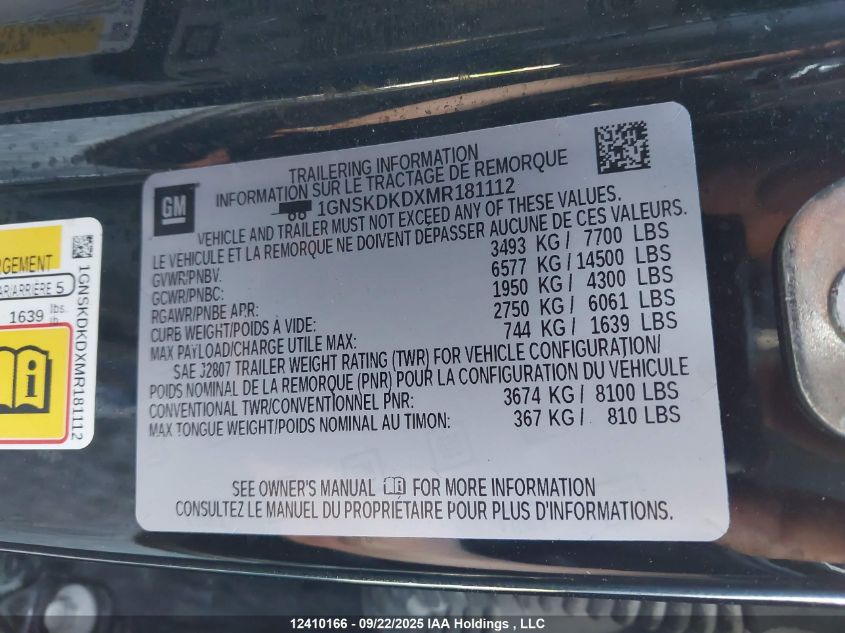 TRAILERING INFORMATION
INFORMATION SUR LE TRACTAGE DE REMORQUE
GM
1GNSKDKDXMR181112
VEHICLE AND TRAILER MUST NOT EXCEED ANY OF THESE VALUES.
LE VEHICULE ET LA REMORQUE NE DOIVENT DÉPASSER AUCUNE DE CES VALEURS.
GVWR/PNBV: 3493 KG / 7700 LBS
GCWR/PNBC: 6577 KG / 14500 LBS
RGAWR/PNBE APR: 1950 KG / 4300 LBS
CURB WEIGHT/POIDS À VIDE: 2750 KG / 6061 LBS
MAX PAYLOAD/CHARGE UTILE MAX: 744 KG / 1639 LBS
SAE J2807 TRAILER WEIGHT RATING (TWR) FOR VEHICLE CONFIGURATION/
POIDS NOMINAL DE LA REMORQUE (PNR) POUR LA CONFIGURATION DU VÉHICULE
CONVENTIONAL TWR/CONVENTIONNEL PNR: 3674 KG / 8100 LBS
MAX TONGUE WEIGHT/POIDS NOMINAL AU TIMON: 367 KG / 810 LBS
SEE OWNER'S MANUAL FOR MORE INFORMATION
CONSULTEZ LE MANUEL DU PROPRIÉTAIRE POUR PLUS D'INFORMATIONS.
RGEMENT
AR/ARRIÈRE 5
1639 lbs.
lb
1GNSKDKDXMR181112
12410166 - 09/22/2025 IAA Holdings , LLC